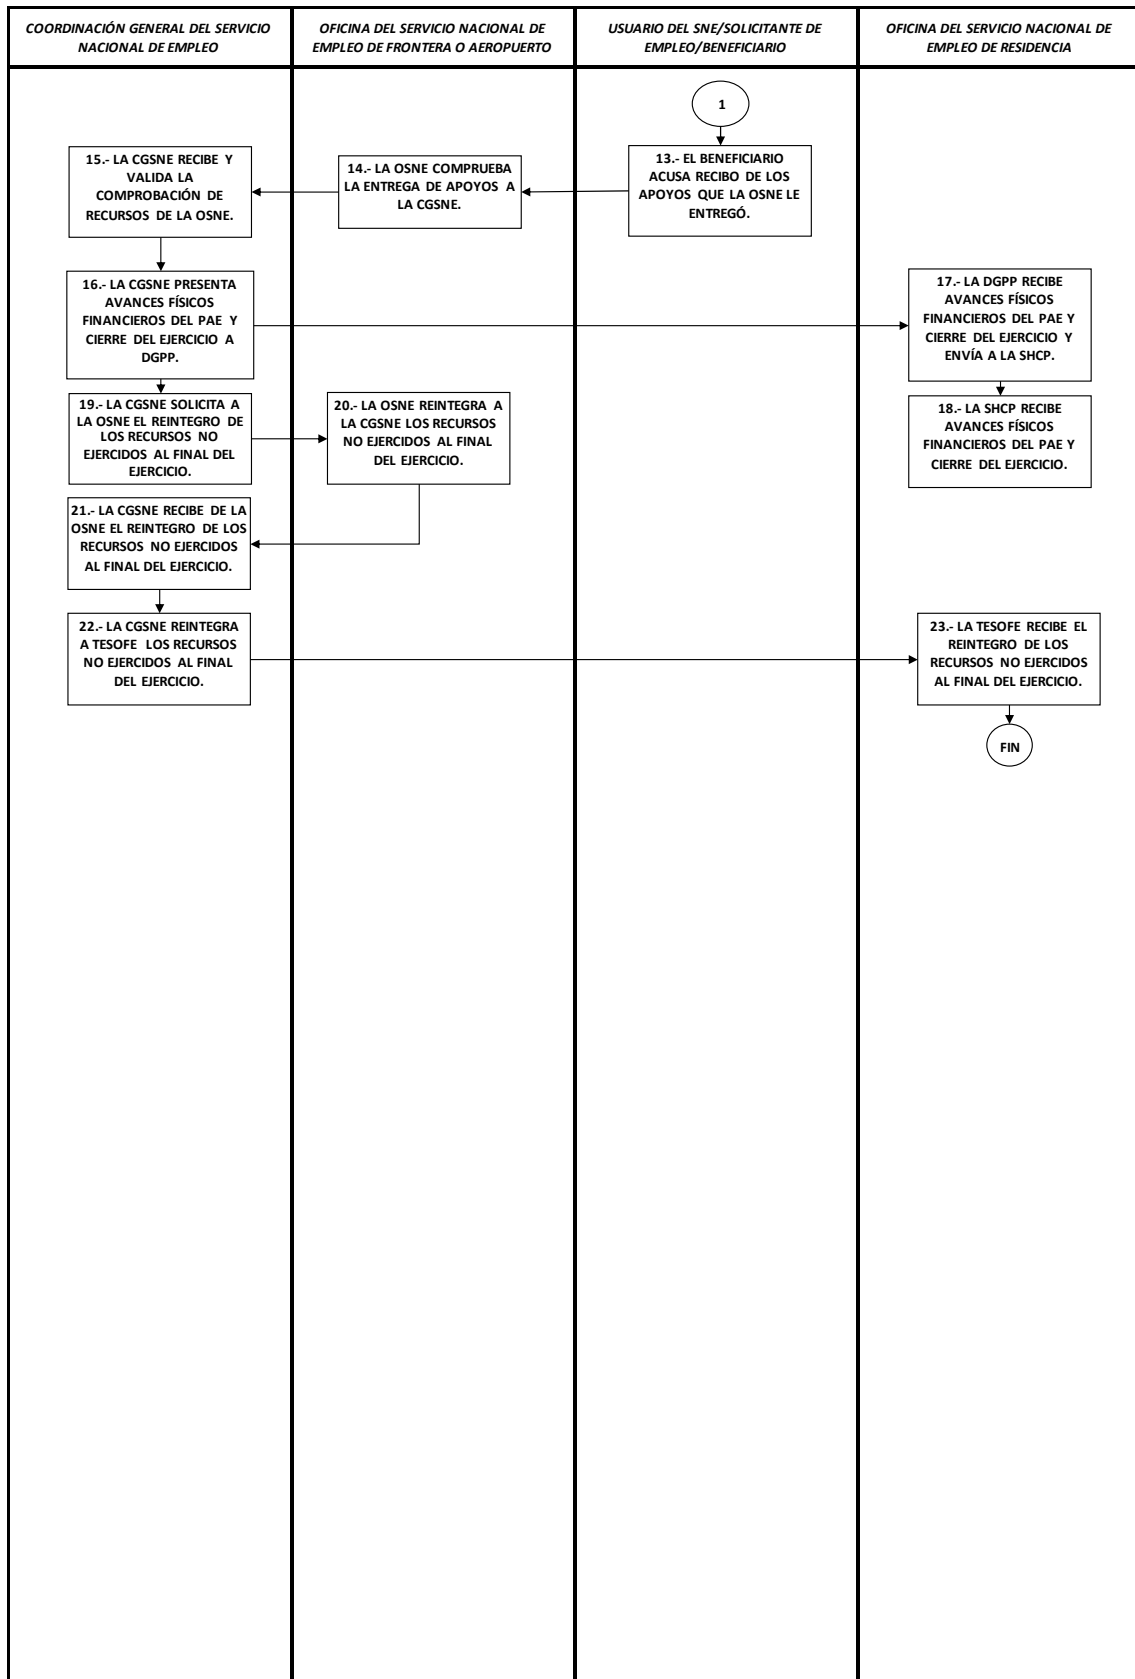 COORDINACIÓN GENERAL DEL SERVICIO
NACIONAL DE EMPLEO
OFICINA DEL SERVICIO NACIONAL DE
EMPLEO DE FRONTERA O AEROPUERTO
USUARIO DEL SNE/SOLICITANTE DE
EMPLEO/BENEFICIARIO
OFICINA DEL SERVICIO NACIONAL DE
EMPLEO DE RESIDENCIA
1
13.- EL BENEFICIARIO
ACUSA RECIBO DE LOS
APOYOS QUE LA OSNE LE
ENTREGÓ.
14.- LA OSNE COMPRUEBA
LA ENTREGA DE APOYOS A
LA CGSNE.
15.- LA CGSNE RECIBE Y
VALIDA LA
COMPROBACIÓN DE
RECURSOS DE LA OSNE.
16.- LA CGSNE PRESENTA
AVANCES FÍSICOS
FINANCIEROS DEL PAE Y
CIERRE DEL EJERCICIO A
DGPP.
17.- LA DGPP RECIBE
AVANCES FÍSICOS
FINANCIEROS DEL PAE Y
CIERRE DEL EJERCICIO Y
ENVÍA A LA SHCP.
18.- LA SHCP RECIBE
AVANCES FÍSICOS
FINANCIEROS DEL PAE Y
CIERRE DEL EJERCICIO.
19.- LA CGSNE SOLICITA A
LA OSNE EL REINTEGRO DE
LOS RECURSOS NO
EJERCIDOS AL FINAL DEL
EJERCICIO.
20.- LA OSNE REINTEGRA A
LA CGSNE LOS RECURSOS
NO EJERCIDOS AL FINAL
DEL EJERCICIO.
21.- LA CGSNE RECIBE DE LA
OSNE EL REINTEGRO DE LOS
RECURSOS NO EJERCIDOS
AL FINAL DEL EJERCICIO.
22.- LA CGSNE REINTEGRA
A TESOFE LOS RECURSOS
NO EJERCIDOS AL FINAL
DEL EJERCICIO.
23.- LA TESOFE RECIBE EL
REINTEGRO DE LOS
RECURSOS NO EJERCIDOS
AL FINAL DEL EJERCICIO.
FIN